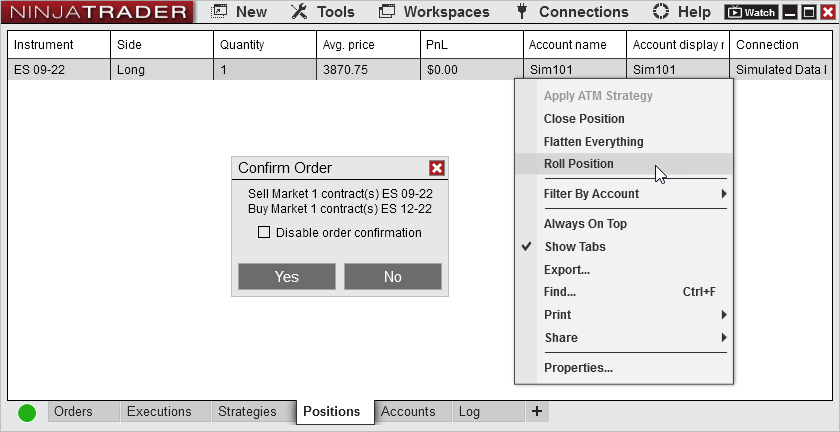 NINJATRADER New Tools Workspaces Connections Help Watch
Instrument Side Quantity Avg. price PnL Account name Account display Connection
ES 09-22 Long 1 3870.75 $0.00 Sim101 Sim101 Simulated Data
Apply ATM Strategy
Close Position
Flatten Everything
Roll Position
Filter By Account
Always On Top
Show Tabs
Export...
Find... Ctrl+F
Print
Share
Properties...
Confirm Order
Sell Market 1 contract(s) ES 09-22
Buy Market 1 contract(s) ES 12-22
Disable order confirmation
Yes No
Orders Executions Strategies Positions Accounts Log +